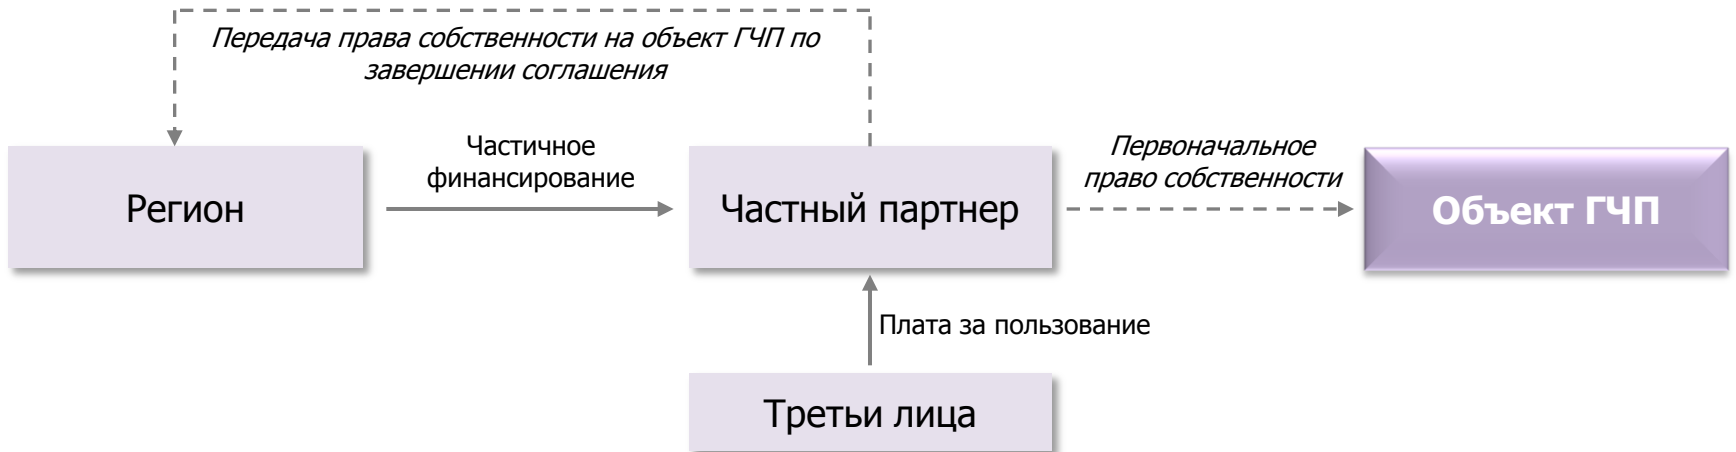 Передача права собственности на объект ГЧП по
завершении соглашения
Частичное
финансирование
Первоначальное
право собственности
Регион
Частный партнер
Объект ГЧП
Плата за пользование
Третьи лица